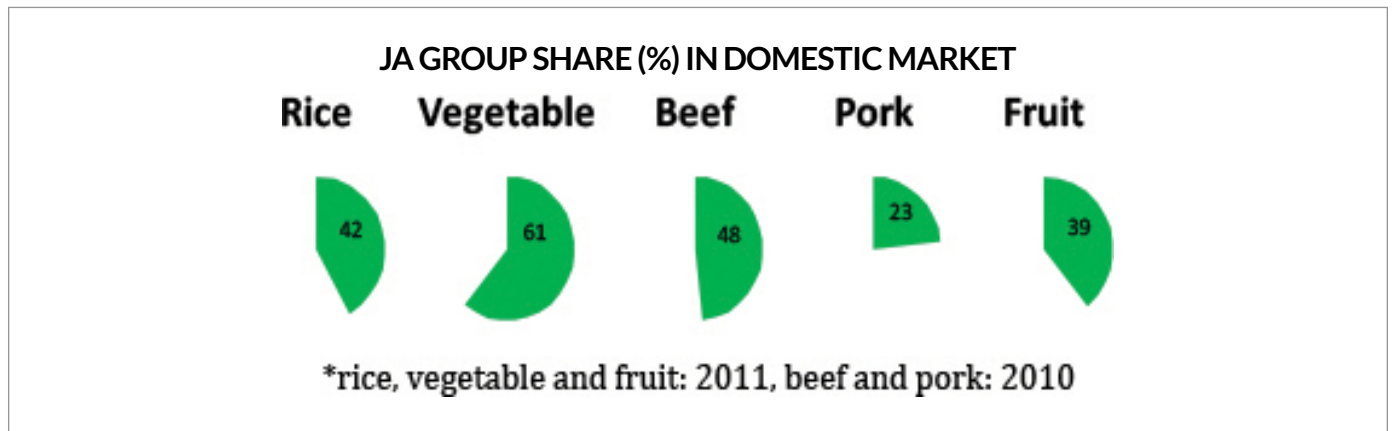 JA GROUP SHARE (%) IN DOMESTIC MARKET
Rice Vegetable Beef Pork Fruit
42 61 48 23 39
*rice, vegetable and fruit: 2011, beef and pork: 2010